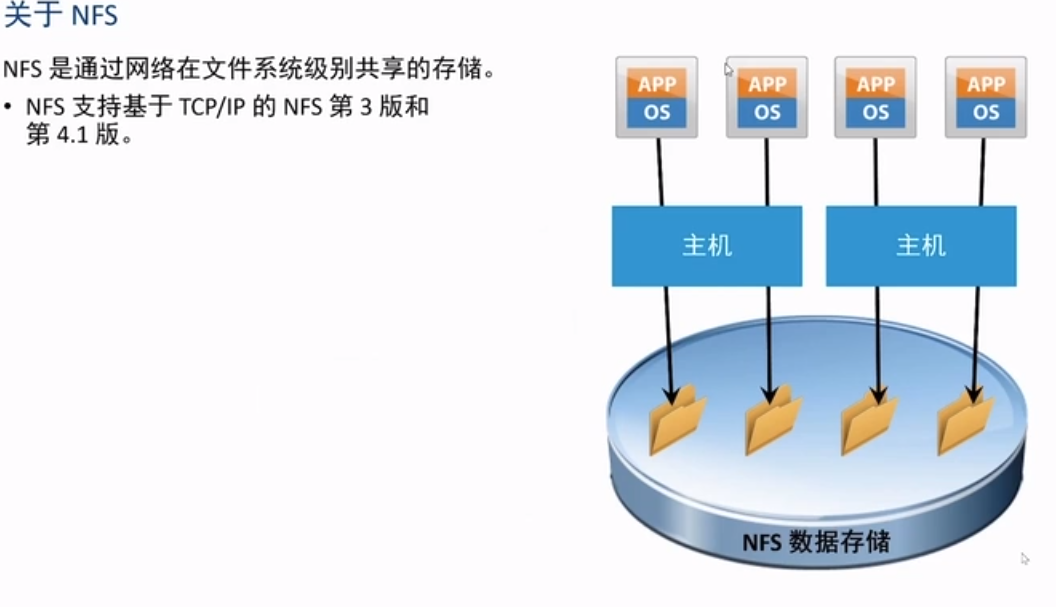 关于 NFS
NFS 是通过网络在文件系统级别共享的存储。
• NFS 支持基于 TCP/IP 的 NFS 第 3 版和
第 4.1 版。
APP APP APP APP
OS OS OS OS
主机 主机
NFS 数据存储